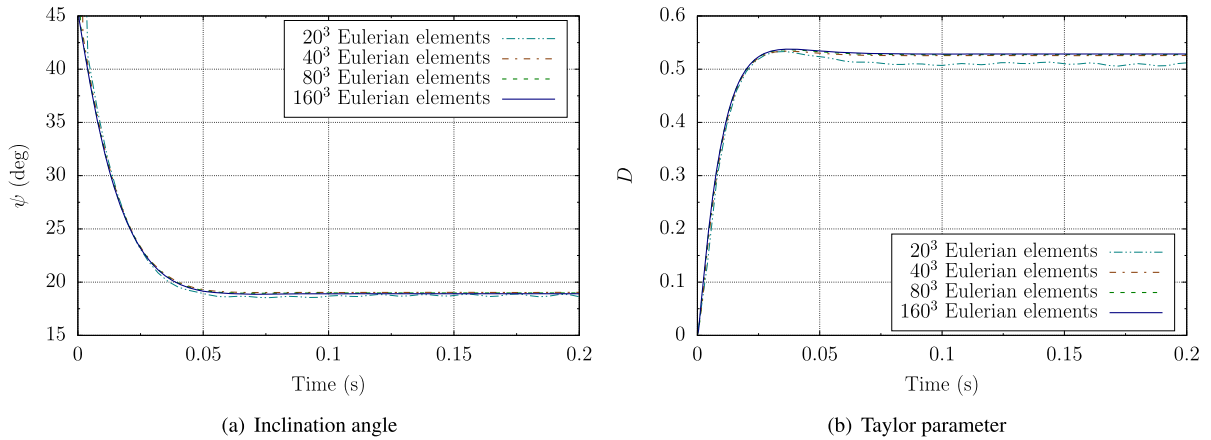 45
40
35
30
25
20
15
ψ (deg)
20³ Eulerian elements
40³ Eulerian elements
80³ Eulerian elements
160³ Eulerian elements
0 0.05 0.1 0.15 0.2
Time (s)
(a) Inclination angle
0.6
0.5
0.4
0.3
0.2
0.1
0
D
20³ Eulerian elements
40³ Eulerian elements
80³ Eulerian elements
160³ Eulerian elements
0 0.05 0.1 0.15 0.2
Time (s)
(b) Taylor parameter